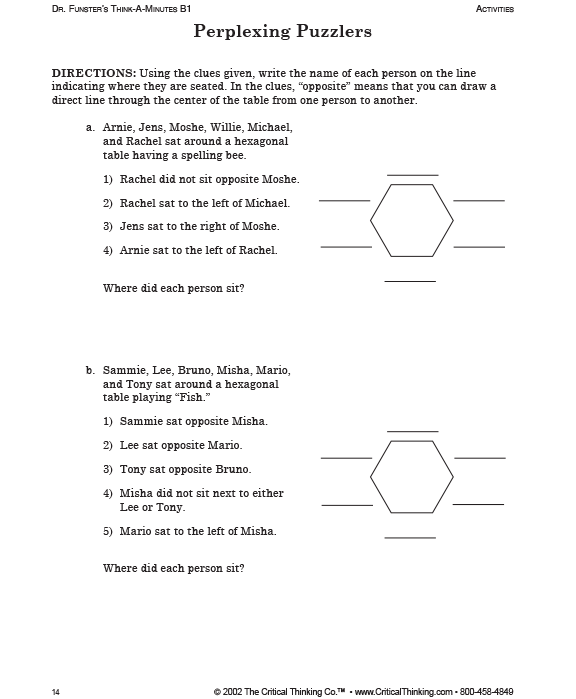 DR. FUNSTER'S THINK-A-MINUTES B1
ACTIVITIES
Perplexing Puzzlers
DIRECTIONS: Using the clues given, write the name of each person on the line
indicating where they are seated. In the clues, “opposite” means that you can draw a
direct line through the center of the table from one person to another.
a. Arnie, Jens, Moshe, Willie, Michael,
and Rachel sat around a hexagonal
table having a spelling bee.
1) Rachel did not sit opposite Moshe.
2) Rachel sat to the left of Michael.
3) Jens sat to the right of Moshe.
4) Arnie sat to the left of Rachel.
Where did each person sit?
b. Sammie, Lee, Bruno, Misha, Mario,
and Tony sat around a hexagonal
table playing “Fish.”
1) Sammie sat opposite Misha.
2) Lee sat opposite Mario.
3) Tony sat opposite Bruno.
4) Misha did not sit next to either
Lee or Tony.
5) Mario sat to the left of Misha.
Where did each person sit?
14
© 2002 The Critical Thinking Co.™ • www.CriticalThinking.com • 800-458-4849